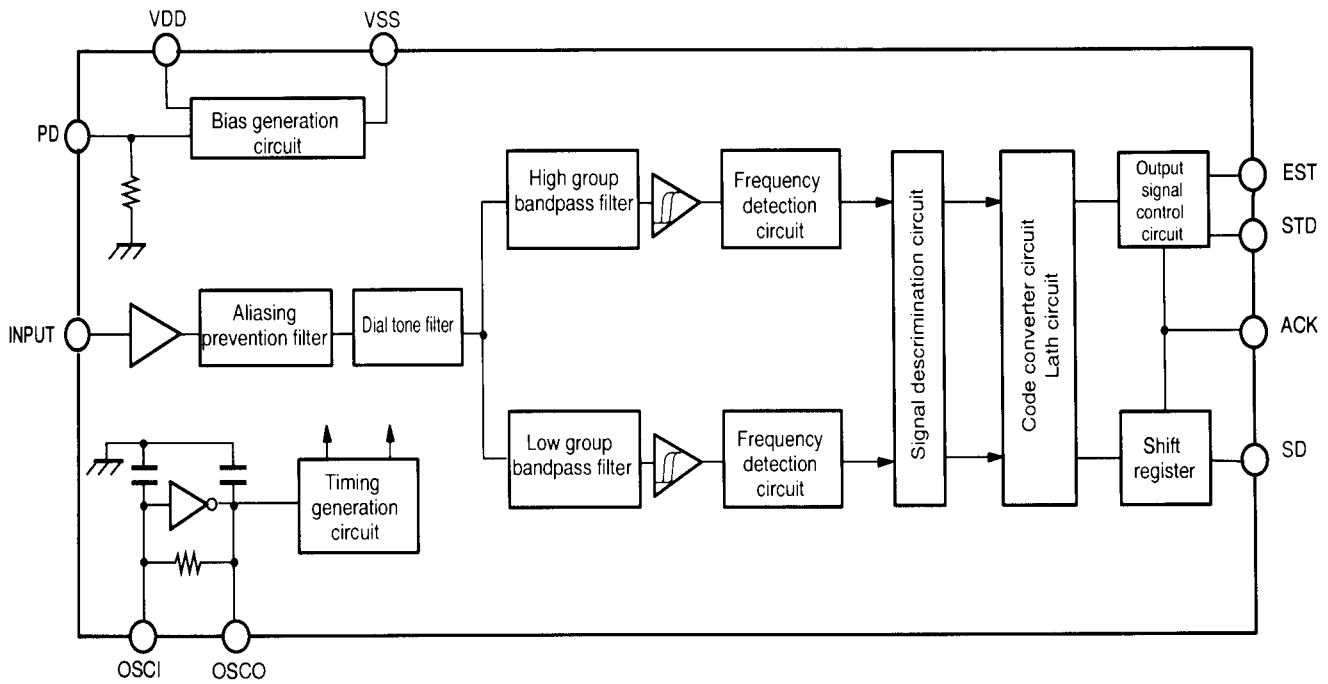 VDD
VSS
PD
Bias generation
circuit
High group
bandpass filter
Frequency
detection
circuit
Signal descrimination circuit
Code converter circuit
Lath circuit
Output
signal
control
circuit
EST
STD
INPUT
Aliasing
prevention filter
Dial tone filter
ACK
Low group
bandpass filter
Frequency
detection
circuit
Shift
register
SD
Timing
generation
circuit
OSCI
OSCO